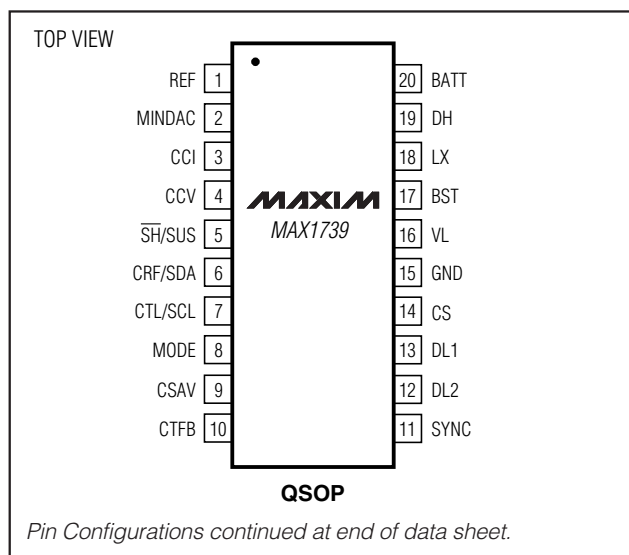 TOP VIEW
REF 1
MINDAC 2
CCI 3
CCV 4
S̅H̅/SUS 5
CRF/SDA 6
CTL/SCL 7
MODE 8
CSAV 9
CTFB 10
MAXIM
MAX1739
20 BATT
19 DH
18 LX
17 BST
16 VL
15 GND
14 CS
13 DL1
12 DL2
11 SYNC
QSOP
Pin Configurations continued at end of data sheet.